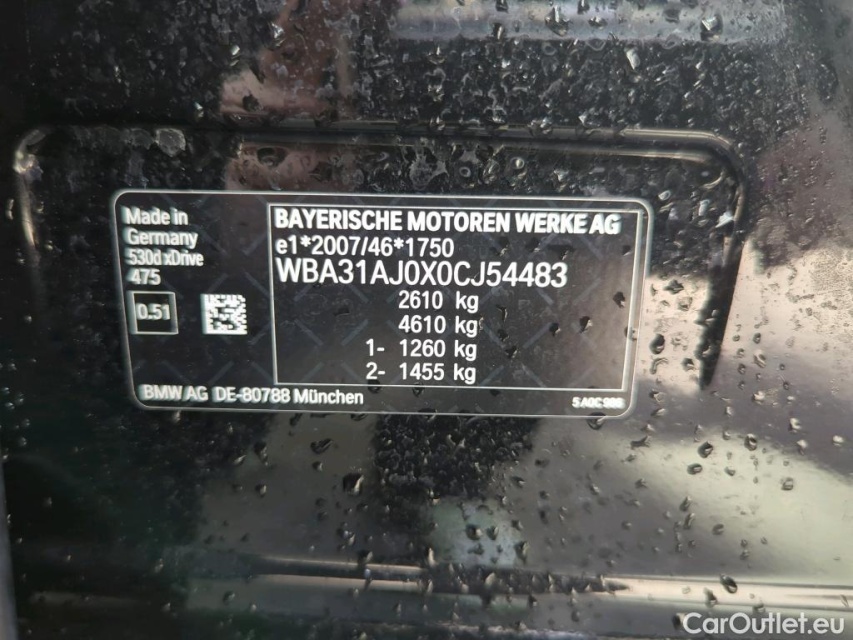 Made in
Germany
530d xDrive
475
0.51
BAYERISCHE MOTOREN WERKE AG
e1*2007/46*1750
WBA31AJ0X0CJ54483
2610 kg
4610 kg
1- 1260 kg
2- 1455 kg
BMW AG DE-80788 München
CarOutlet.eu